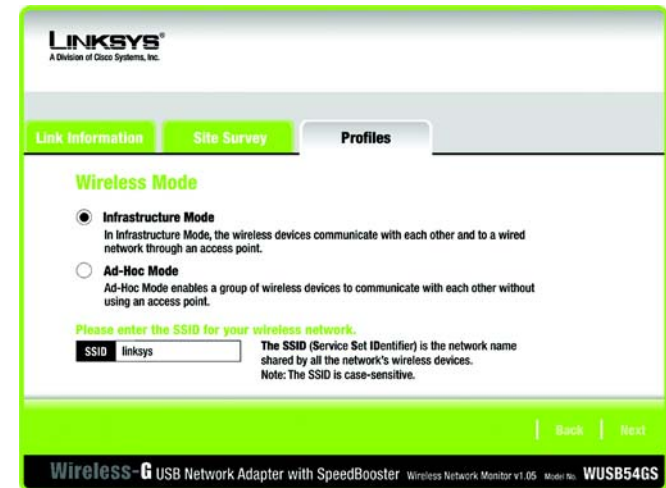 LINKSYS®
A Division of Cisco Systems, Inc.
Link Information
Site Survey
Profiles
Wireless Mode
Infrastructure Mode
In Infrastructure Mode, the wireless devices communicate with each other and to a wired
network through an access point.
Ad-Hoc Mode
Ad-Hoc Mode enables a group of wireless devices to communicate with each other without
using an access point.
Please enter the SSID for your wireless network.
SSID linksys
The SSID (Service Set IDentifier) is the network name
shared by all the network's wireless devices.
Note: The SSID is case-sensitive.
Back
Next
Wireless-G USB Network Adapter with SpeedBooster Wireless Network Monitor v1.05 Model No. WUSB54GS